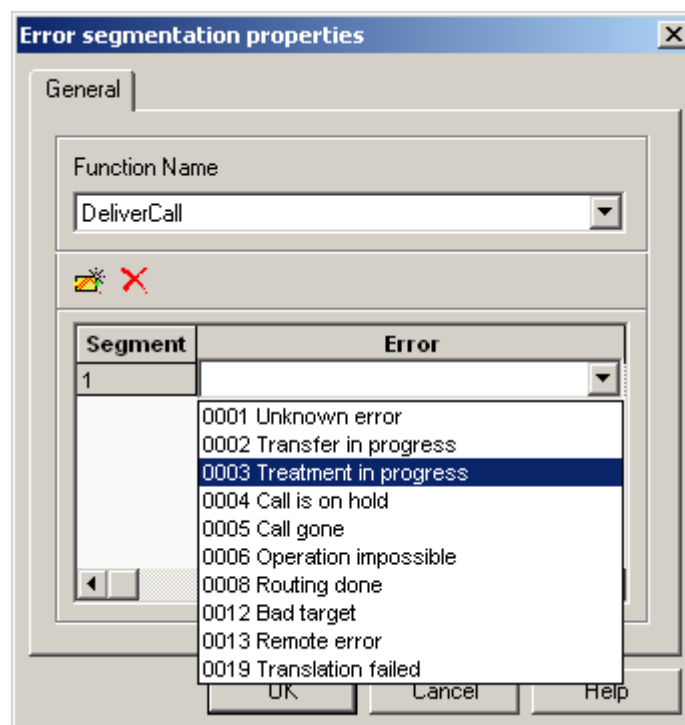 Error segmentation properties
General
Function Name
DeliverCall
Segment Error
1
0001 Unknown error
0002 Transfer in progress
0003 Treatment in progress
0004 Call is on hold
0005 Call gone
0006 Operation impossible
0008 Routing done
0012 Bad target
0013 Remote error
0019 Translation failed
OK Cancel Help